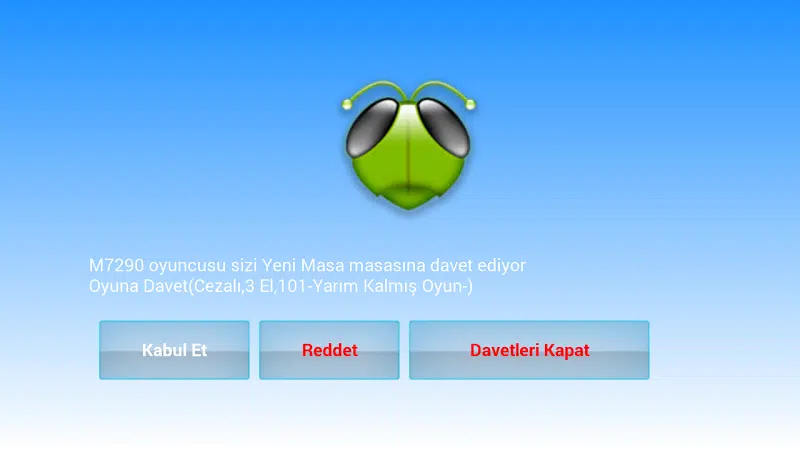 M7290 oyuncusu sizi Yeni Masa masasına davet ediyor
Oyuna Davet(Cezalı,3 El,101-Yarım Kalmış Oyun-)
Kabul Et
Reddet
Davetleri Kapat